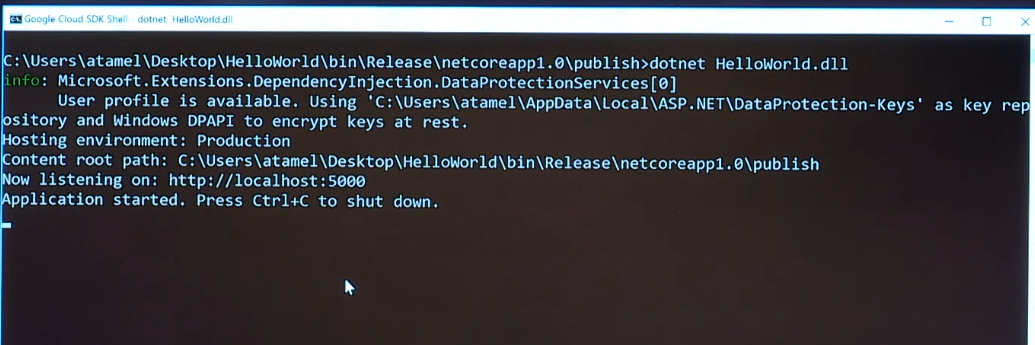 Google Cloud SDK Shell - dotnet HelloWorld.dll
C:\Users\atamel\Desktop\HelloWorld\bin\Release\netcoreapp1.0\publish>dotnet HelloWorld.dll
info: Microsoft.Extensions.DependencyInjection.DataProtectionServices[0]
User profile is available. Using 'C:\Users\atamel\AppData\Local\ASP.NET\DataProtection-Keys' as key rep
ository and Windows DPAPI to encrypt keys at rest.
Hosting environment: Production
Content root path: C:\Users\atamel\Desktop\HelloWorld\bin\Release\netcoreapp1.0\publish
Now listening on: http://localhost:5000
Application started. Press Ctrl+C to shut down.